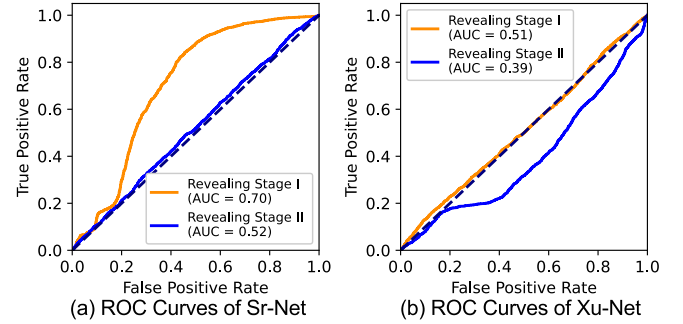 True Positive Rate
1.0
0.8
0.6
0.4
0.2
0.0
Revealing Stage I
(AUC = 0.70)
Revealing Stage II
(AUC = 0.52)
0.0 0.2 0.4 0.6 0.8 1.0
False Positive Rate
(a) ROC Curves of Sr-Net
True Positive Rate
1.0
0.8
0.6
0.4
0.2
0.0
Revealing Stage I
(AUC = 0.51)
Revealing Stage II
(AUC = 0.39)
0.0 0.2 0.4 0.6 0.8 1.0
False Positive Rate
(b) ROC Curves of Xu-Net